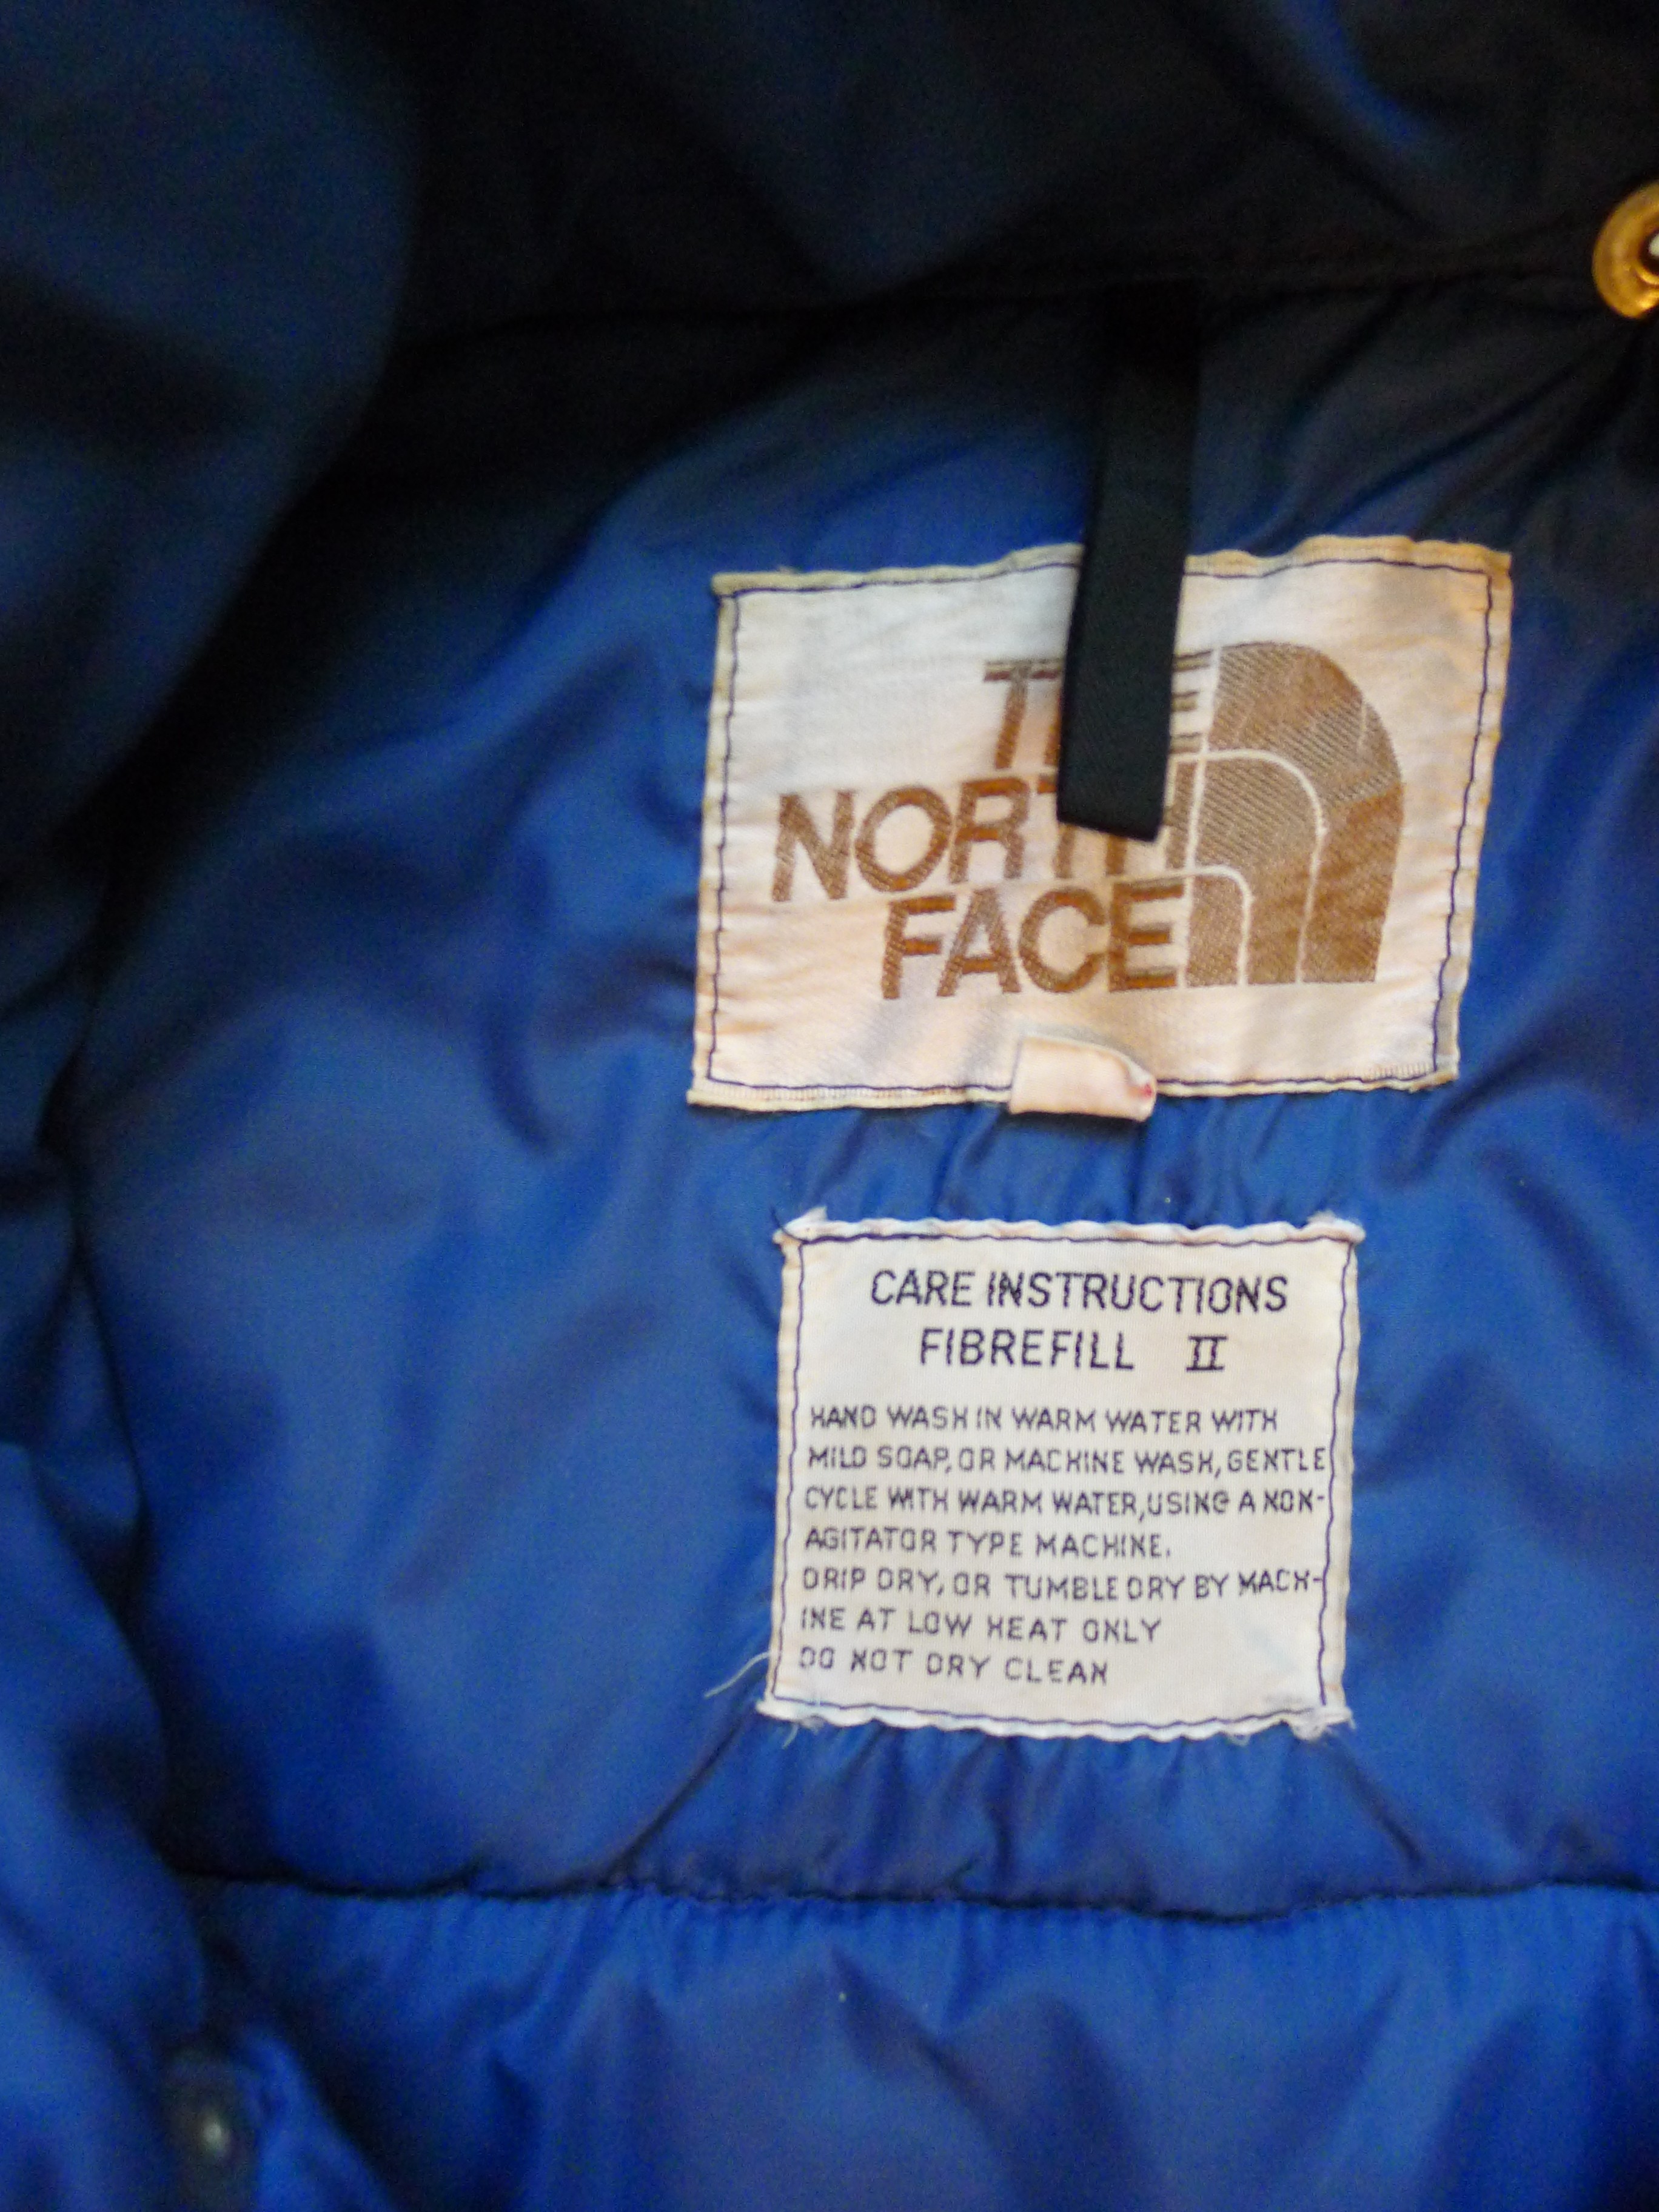 THE
NORTH
FACE
CARE INSTRUCTIONS
FIBREFILL II
HAND WASH IN WARM WATER WITH
MILD SOAP, OR MACHINE WASH, GENTLE
CYCLE WITH WARM WATER, USING A NON-
AGITATOR TYPE MACHINE.
DRIP DRY, OR TUMBLE DRY BY MACH-
INE AT LOW HEAT ONLY
DO NOT DRY CLEAN